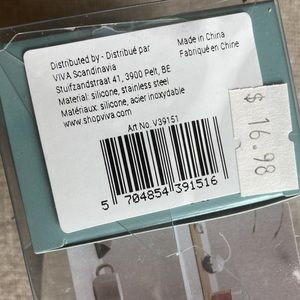 Distributed by - Distribué par
VIVA Scandinavia
Stuifzandstraat 41, 3900 Pelt, BE
Material: silicone, stainless steel
Matériaux: silicone, acier inoxydable
www.shopviva.com
Made in China
Fabriqué en Chine
Art No. V39151
5 704854 391516
$ 16.98